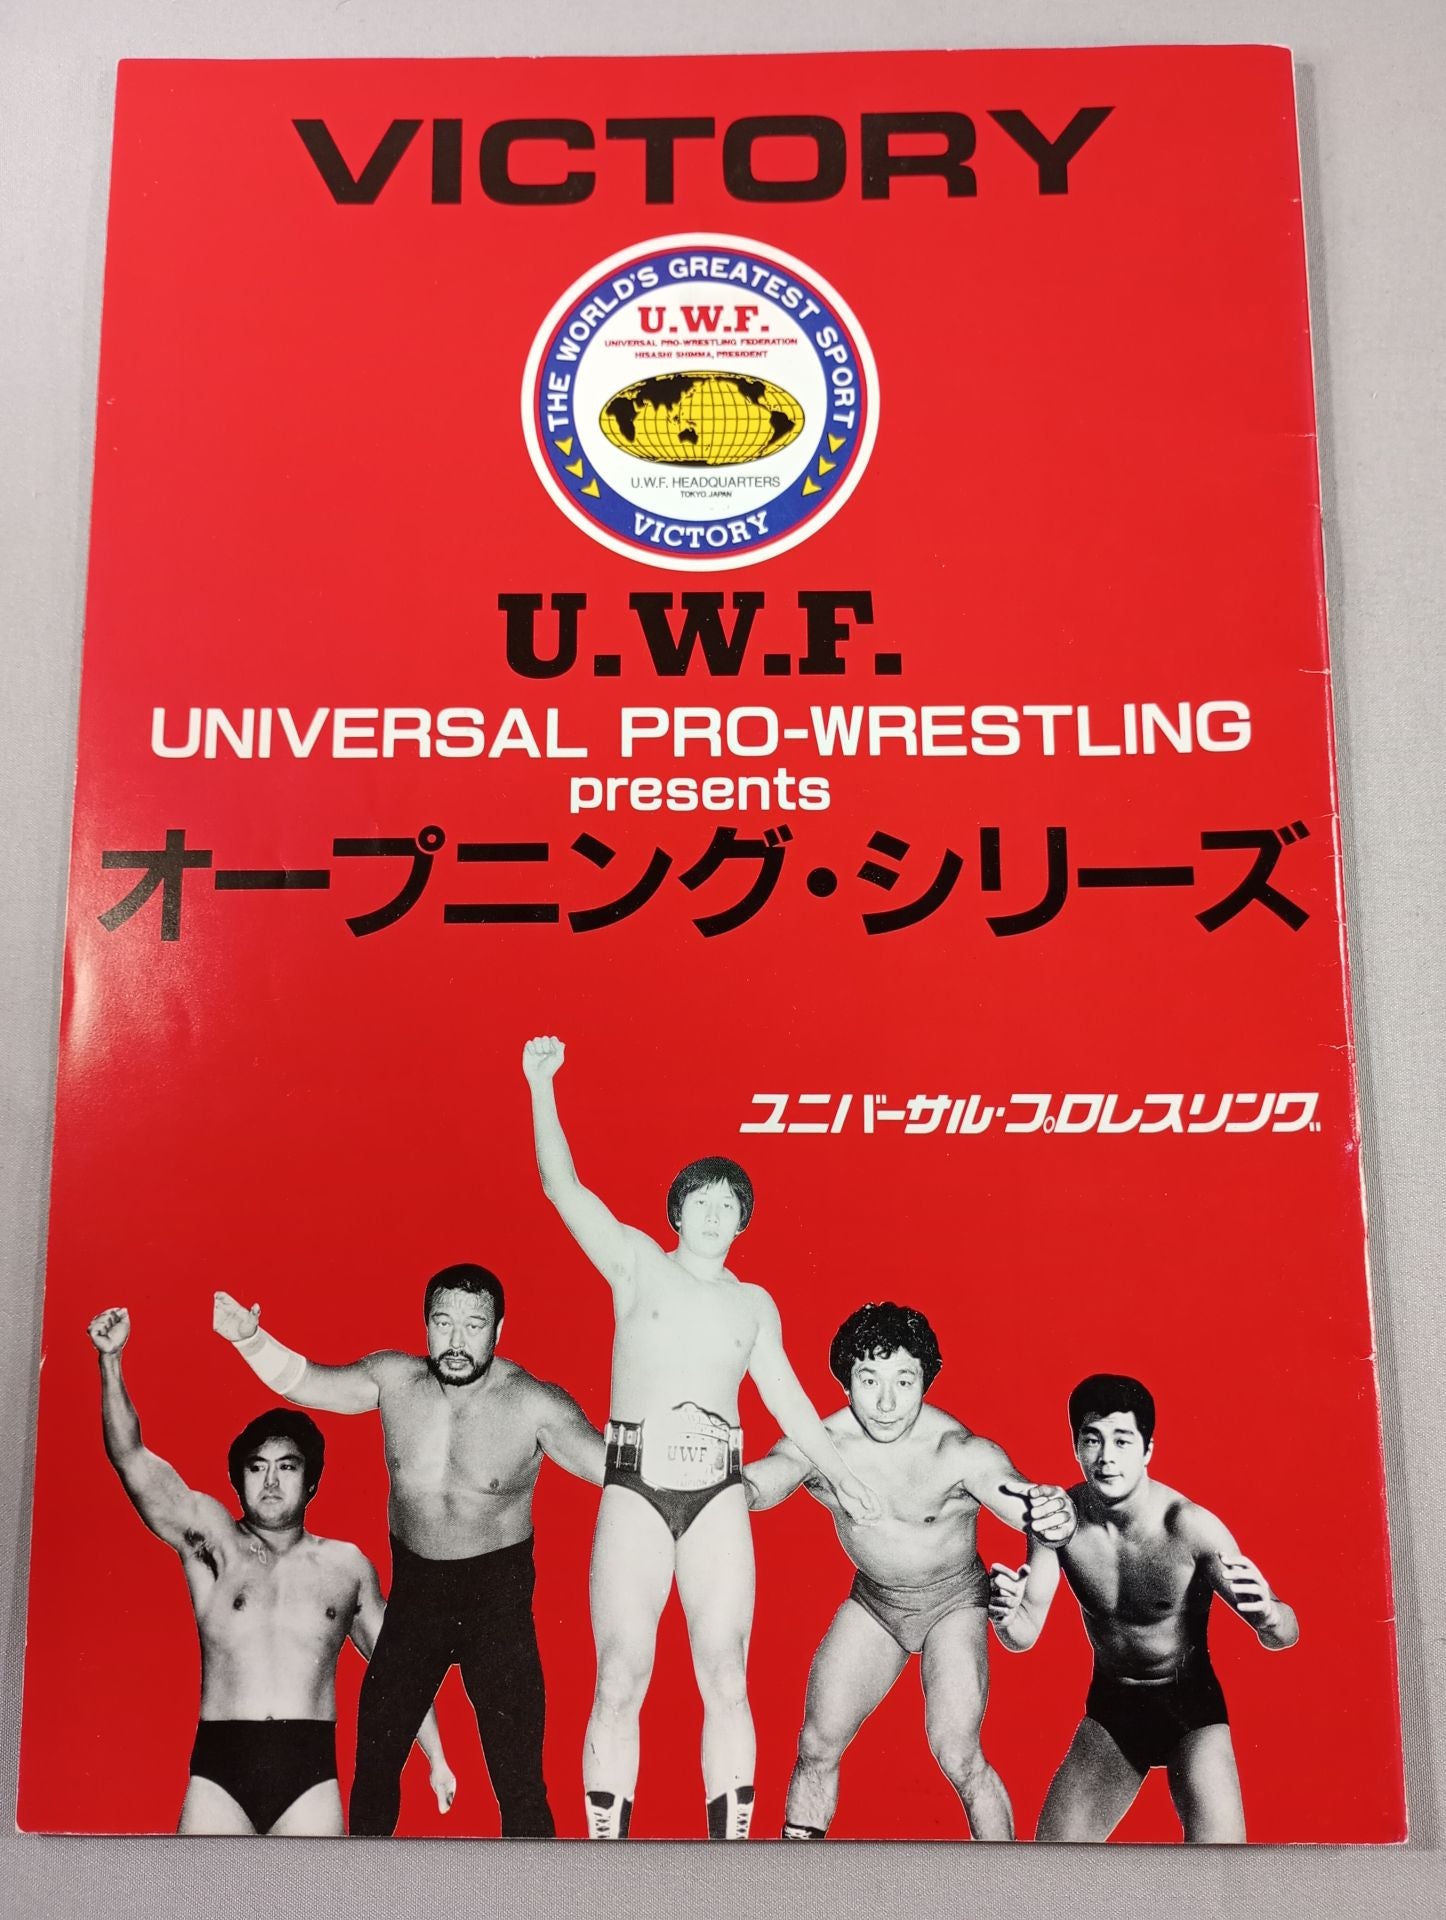 VICTORY
THE WORLD'S GREATEST SPORT
U.W.F.
UNIVERSAL PRO-WRESTLING FEDERATION
HISASHI SHINMA, PRESIDENT
U.W.F. HEADQUARTERS
TOKYO.JAPAN
VICTORY
U.W.F.
UNIVERSAL PRO-WRESTLING
presents
オープニング・シリーズ
ユニバーサル・プロレスリング
UWF